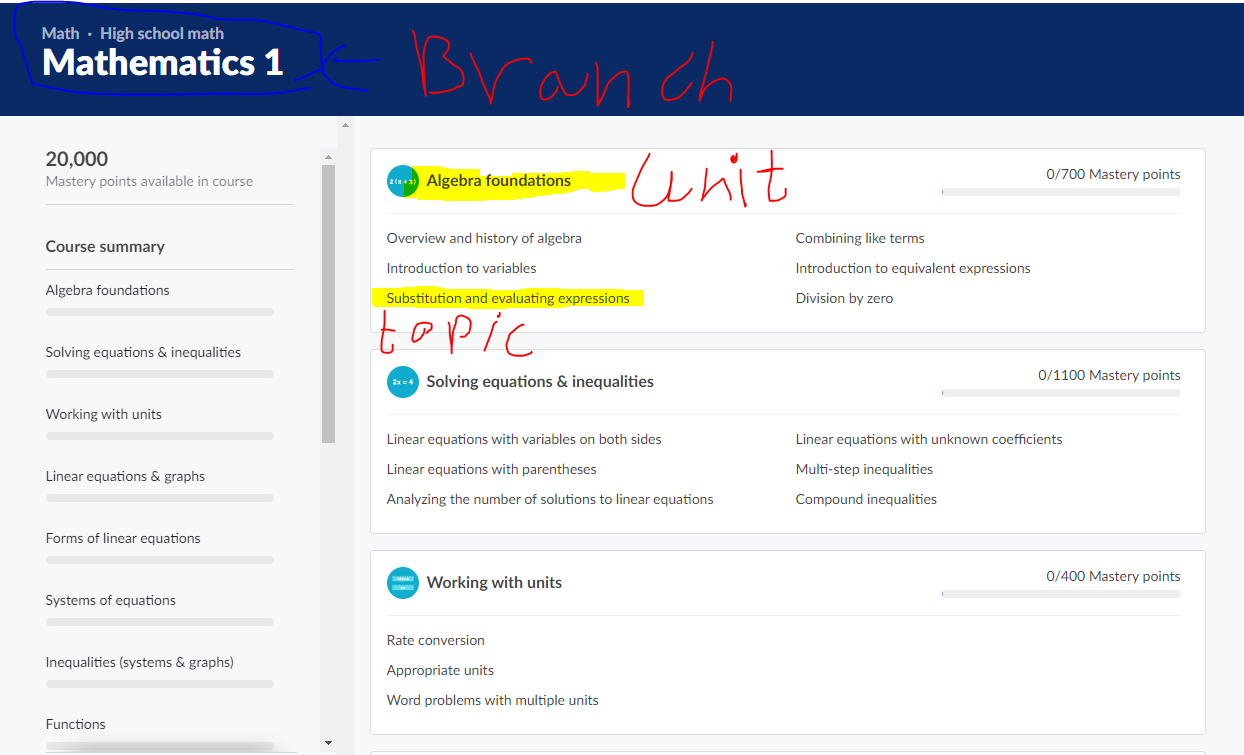 Math · High school math
Mathematics 1
Branch
20,000
Mastery points available in course
Course summary
Algebra foundations
Solving equations & inequalities
Working with units
Linear equations & graphs
Forms of linear equations
Systems of equations
Inequalities (systems & graphs)
Functions
2(x+3)
Algebra foundations
unit
0/700 Mastery points
Overview and history of algebra
Combining like terms
Introduction to variables
Introduction to equivalent expressions
Substitution and evaluating expressions
Division by zero
topic
2x = 4
Solving equations & inequalities
0/1100 Mastery points
Linear equations with variables on both sides
Linear equations with unknown coefficients
Linear equations with parentheses
Multi-step inequalities
Analyzing the number of solutions to linear equations
Compound inequalities
Working with units
0/400 Mastery points
Rate conversion
Appropriate units
Word problems with multiple units